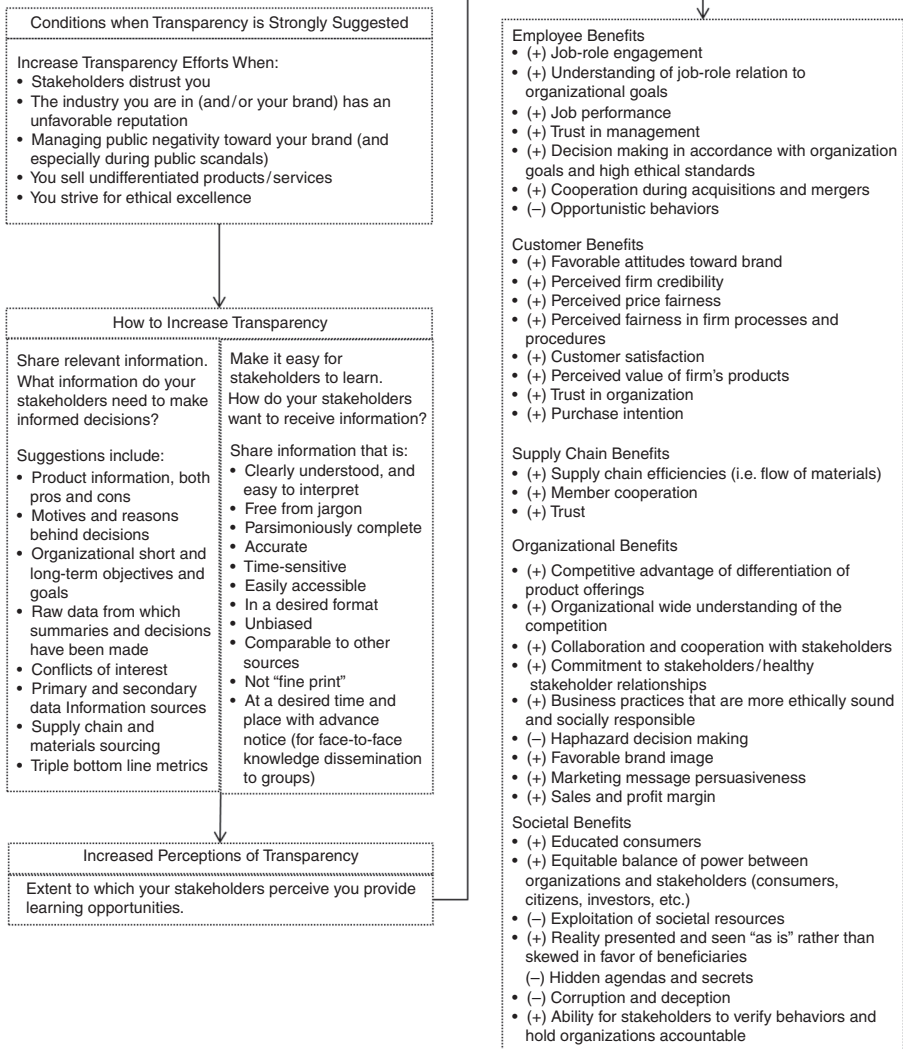 Conditions when Transparency is Strongly Suggested
Increase Transparency Efforts When:
• Stakeholders distrust you
• The industry you are in (and/or your brand) has an
unfavorable reputation
• Managing public negativity toward your brand (and
especially during public scandals)
• You sell undifferentiated products/services
• You strive for ethical excellence
How to Increase Transparency
Share relevant information.
What information do your
stakeholders need to make
informed decisions?
Suggestions include:
• Product information, both
pros and cons
• Motives and reasons
behind decisions
• Organizational short and
long-term objectives and
goals
• Raw data from which
summaries and decisions
have been made
• Conflicts of interest
• Primary and secondary
data Information sources
• Supply chain and
materials sourcing
• Triple bottom line metrics
Make it easy for
stakeholders to learn.
How do your stakeholders
want to receive information?
Share information that is:
• Clearly understood, and
easy to interpret
• Free from jargon
• Parsimoniously complete
• Accurate
• Time-sensitive
• Easily accessible
• In a desired format
• Unbiased
• Comparable to other
sources
• Not “fine print”
• At a desired time and
place with advance
notice (for face-to-face
knowledge dissemination
to groups)
Increased Perceptions of Transparency
Extent to which your stakeholders perceive you provide
learning opportunities.
Employee Benefits
• (+) Job-role engagement
• (+) Understanding of job-role relation to
organizational goals
• (+) Job performance
• (+) Trust in management
• (+) Decision making in accordance with organization
goals and high ethical standards
• (+) Cooperation during acquisitions and mergers
• (–) Opportunistic behaviors
Customer Benefits
• (+) Favorable attitudes toward brand
• (+) Perceived firm credibility
• (+) Perceived price fairness
• (+) Perceived fairness in firm processes and
procedures
• (+) Customer satisfaction
• (+) Perceived value of firm’s products
• (+) Trust in organization
• (+) Purchase intention
Supply Chain Benefits
• (+) Supply chain efficiencies (i.e. flow of materials)
• (+) Member cooperation
• (+) Trust
Organizational Benefits
• (+) Competitive advantage of differentiation of
product offerings
• (+) Organizational wide understanding of the
competition
• (+) Collaboration and cooperation with stakeholders
• (+) Commitment to stakeholders/healthy
stakeholder relationships
• (+) Business practices that are more ethically sound
and socially responsible
• (–) Haphazard decision making
• (+) Favorable brand image
• (+) Marketing message persuasiveness
• (+) Sales and profit margin
Societal Benefits
• (+) Educated consumers
• (+) Equitable balance of power between
organizations and stakeholders (consumers,
citizens, investors, etc.)
• (–) Exploitation of societal resources
• (+) Reality presented and seen “as is” rather than
skewed in favor of beneficiaries
(–) Hidden agendas and secrets
• (–) Corruption and deception
• (+) Ability for stakeholders to verify behaviors and
hold organizations accountable